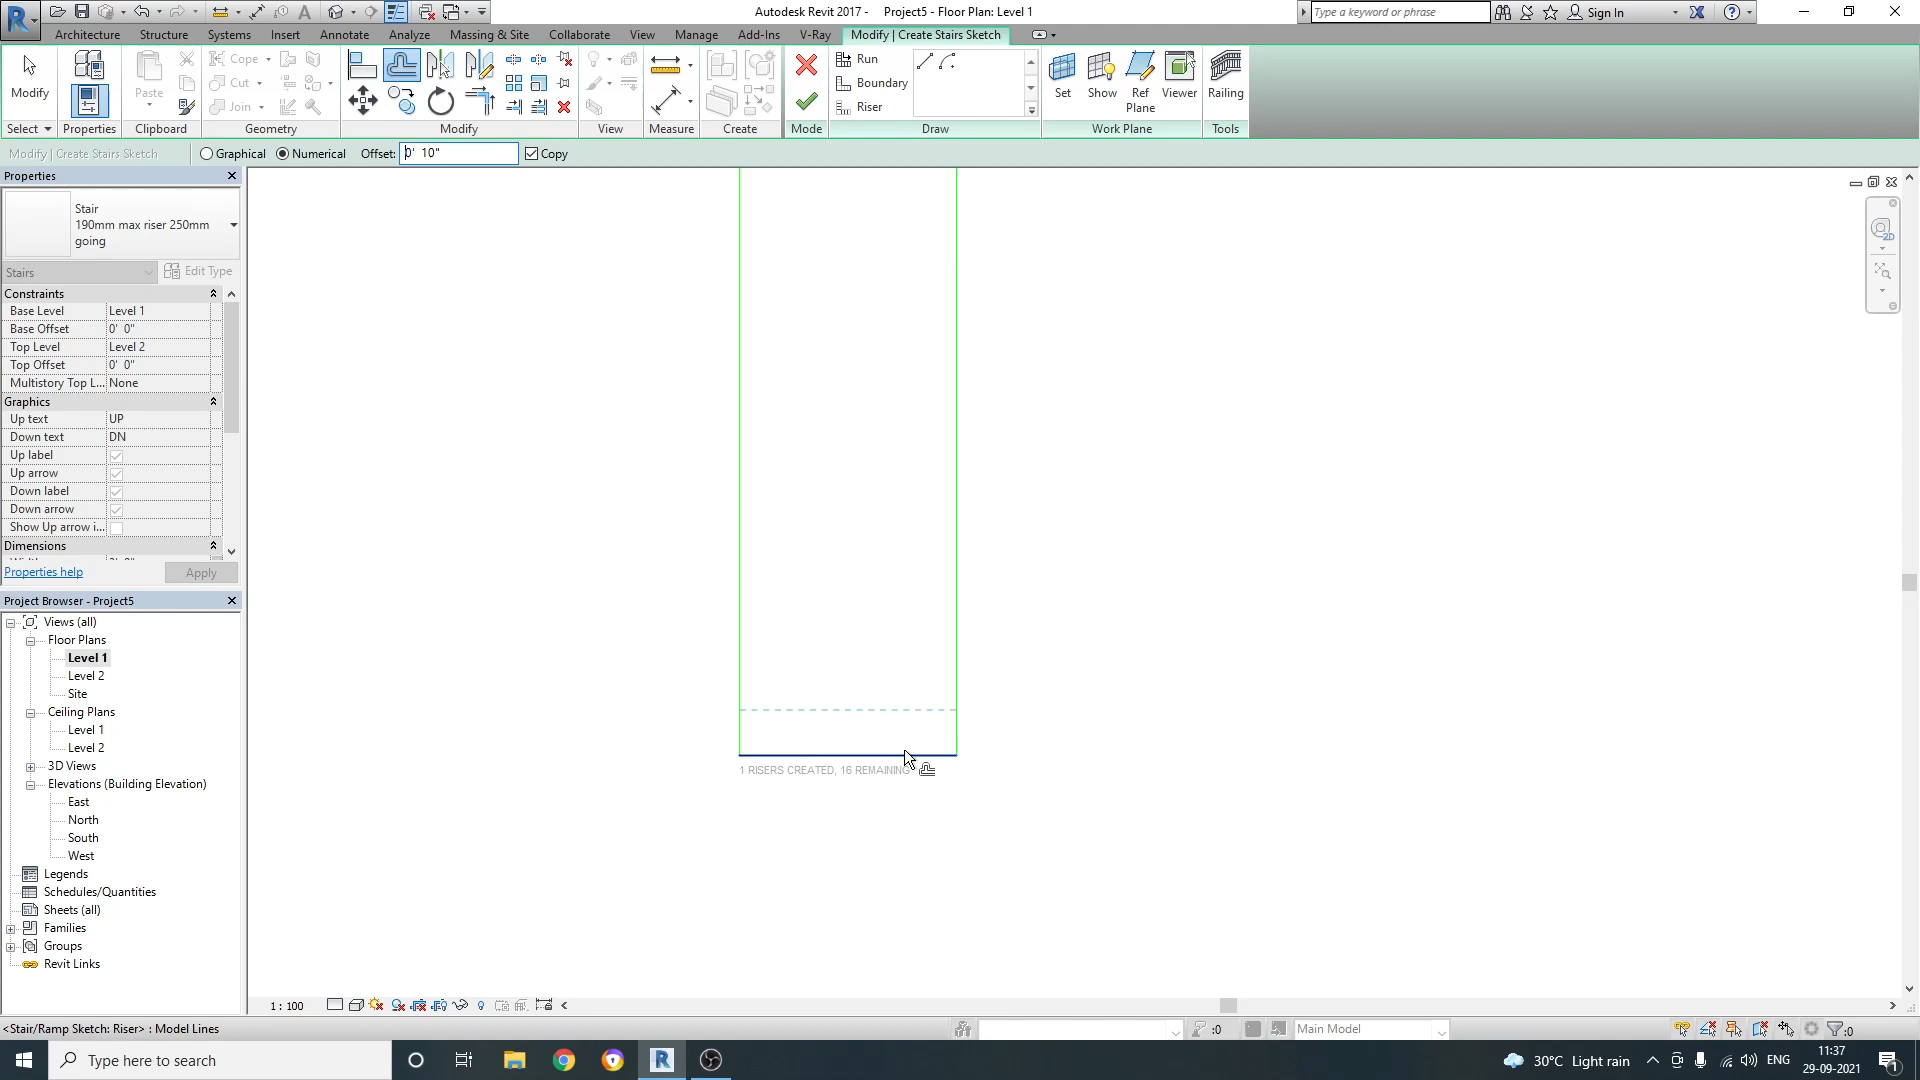 Autodesk Revit 2017 -     Project5 - Floor Plan: Level 1
Type a keyword or phrase
Sign In
Architecture Structure Systems Insert Annotate Analyze Massing & Site Collaborate View Manage Add-Ins V-Ray Modify | Create Stairs Sketch
Cope
Run
Cut
Boundary
Modify
Paste
Set Show Ref Plane Viewer Railing
Join
Riser
Select Properties Clipboard Geometry Modify View Measure Create Mode Draw Work Plane Tools
Modify | Create Stairs Sketch
Graphical Numerical Offset: 0' 10" Copy
Properties
Stair
190mm max riser 250mm
going
Stairs
Edit Type
Constraints
Base Level Level 1
Base Offset 0' 0"
Top Level Level 2
Top Offset 0' 0"
Multistory Top L... None
Graphics
Up text UP
Down text DN
Up label
Up arrow
Down label
Down arrow
Show Up arrow i...
Dimensions
Properties help
Apply
Project Browser - Project5
Views (all)
Floor Plans
Level 1
Level 2
Site
Ceiling Plans
Level 1
Level 2
3D Views
Elevations (Building Elevation)
East
North
South
West
Legends
Schedules/Quantities
Sheets (all)
Families
Groups
Revit Links
2D
1 RISERS CREATED, 16 REMAINING
1 : 100
<Stair/Ramp Sketch: Riser> : Model Lines
:0
Main Model
:0
Type here to search
30°C Light rain
ENG
11:37
29-09-2021
1